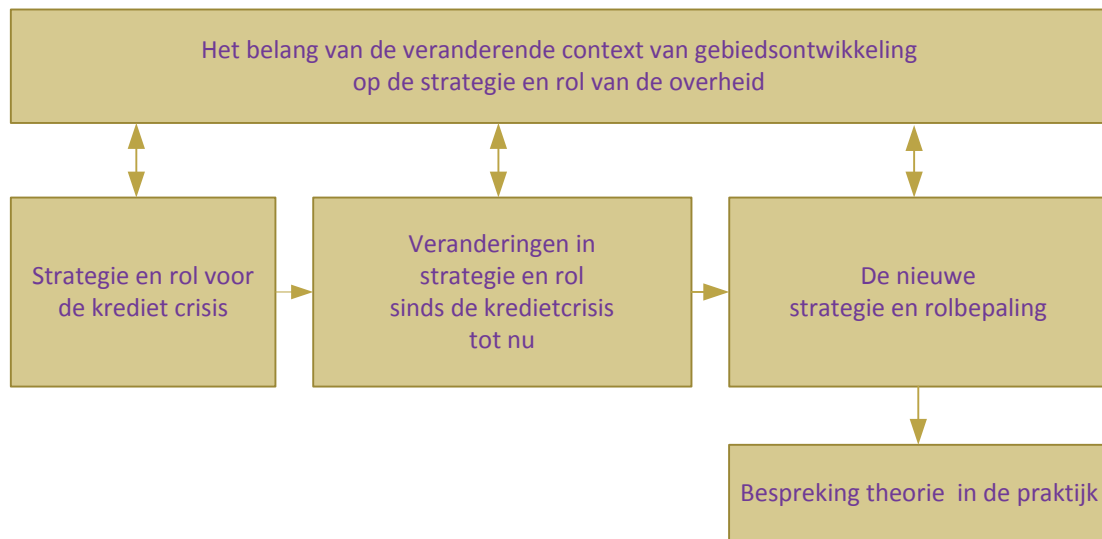 Het belang van de veranderende context van gebiedsontwikkeling
op de strategie en rol van de overheid
Strategie en rol voor
de krediet crisis
Veranderingen in
strategie en rol
sinds de kredietcrisis
tot nu
De nieuwe
strategie en rolbepaling
Bespreking theorie  in de praktijk